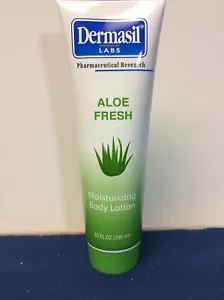 Dermasil
LABS
Pharmaceutical Research
ALOE
FRESH
Moisturizing
Body Lotion
10 FL OZ (296 mL)